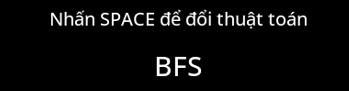 Nhấn SPACE để đổi thuật toán
BFS